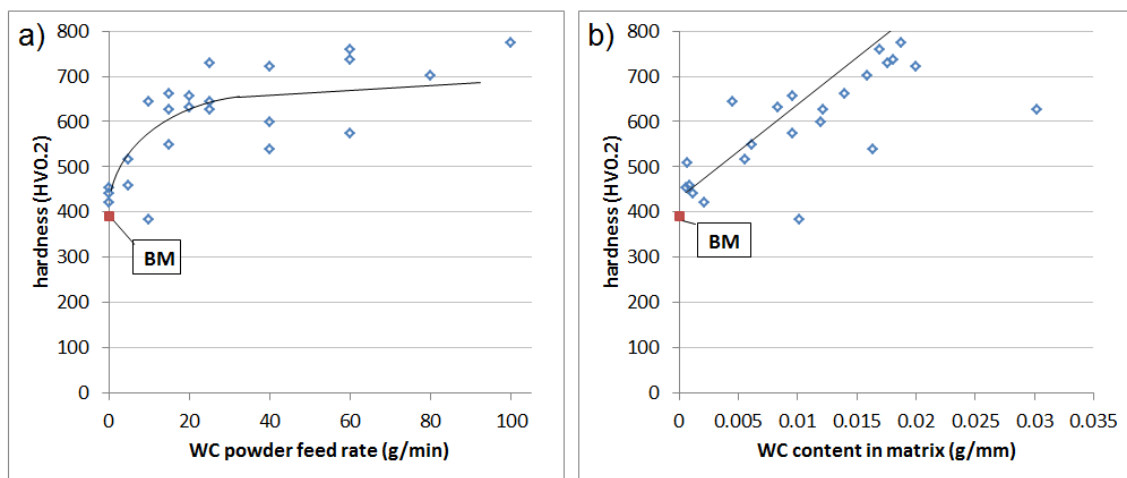 a)
hardness (HV0.2)
800
700
600
500
400
300
200
100
0
BM
0 20 40 60 80 100
WC powder feed rate (g/min)
b)
hardness (HV0.2)
800
700
600
500
400
300
200
100
0
BM
0 0.005 0.01 0.015 0.02 0.025 0.03 0.035
WC content in matrix (g/mm)